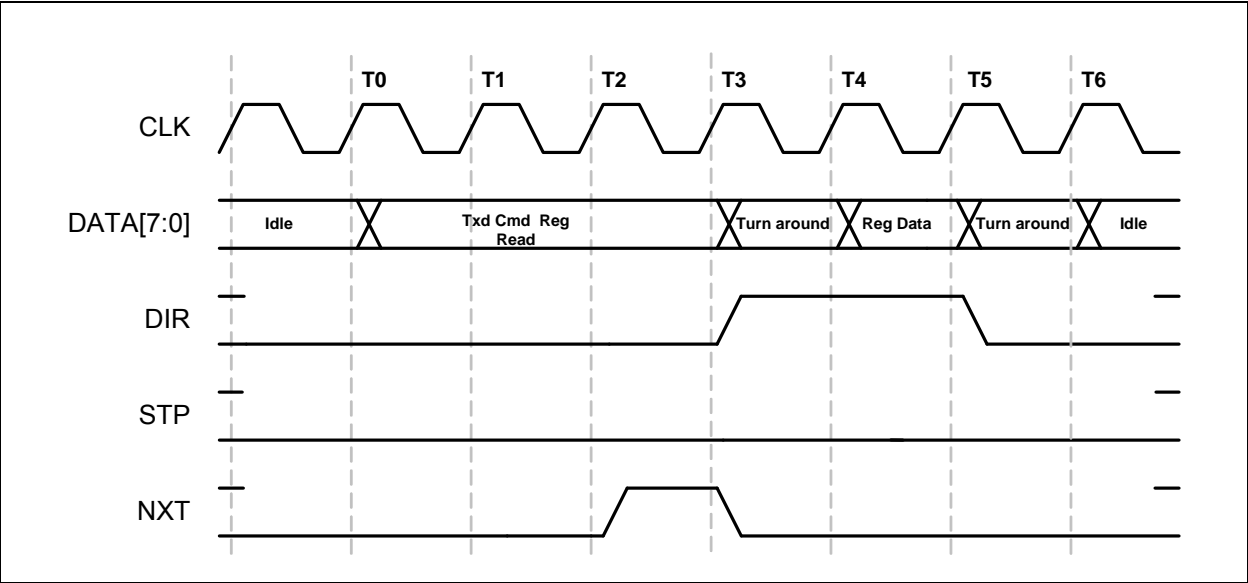 T0 T1 T2 T3 T4 T5 T6
CLK
DATA[7:0]
Idle
Txd Cmd Reg
Read
Turn around
Reg Data
Turn around
Idle
DIR
STP
NXT